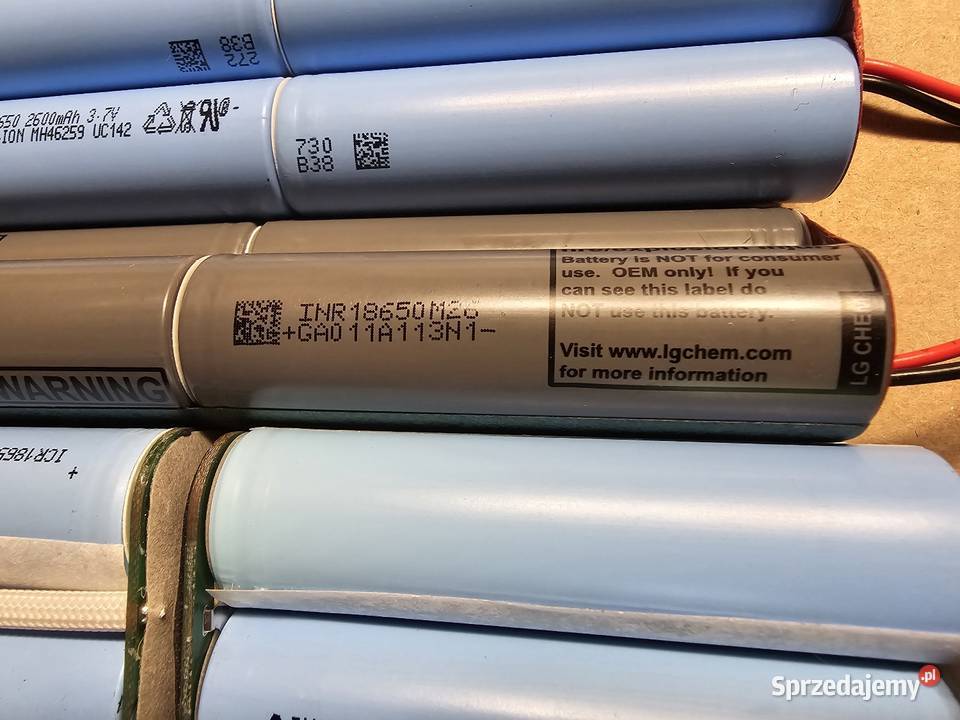 272
B38
650 2600mAh 3.7V
ION MH46259 UC142
730
B38
INR18650M26
+GA011A113N1-
WARNING
Battery is NOT for consumer
use. OEM only! If you
can see this label do
NOT use this battery.
Visit www.lgchem.com
for more information
LG CHEM
ICR1865
+
Sprzedajemy.pl